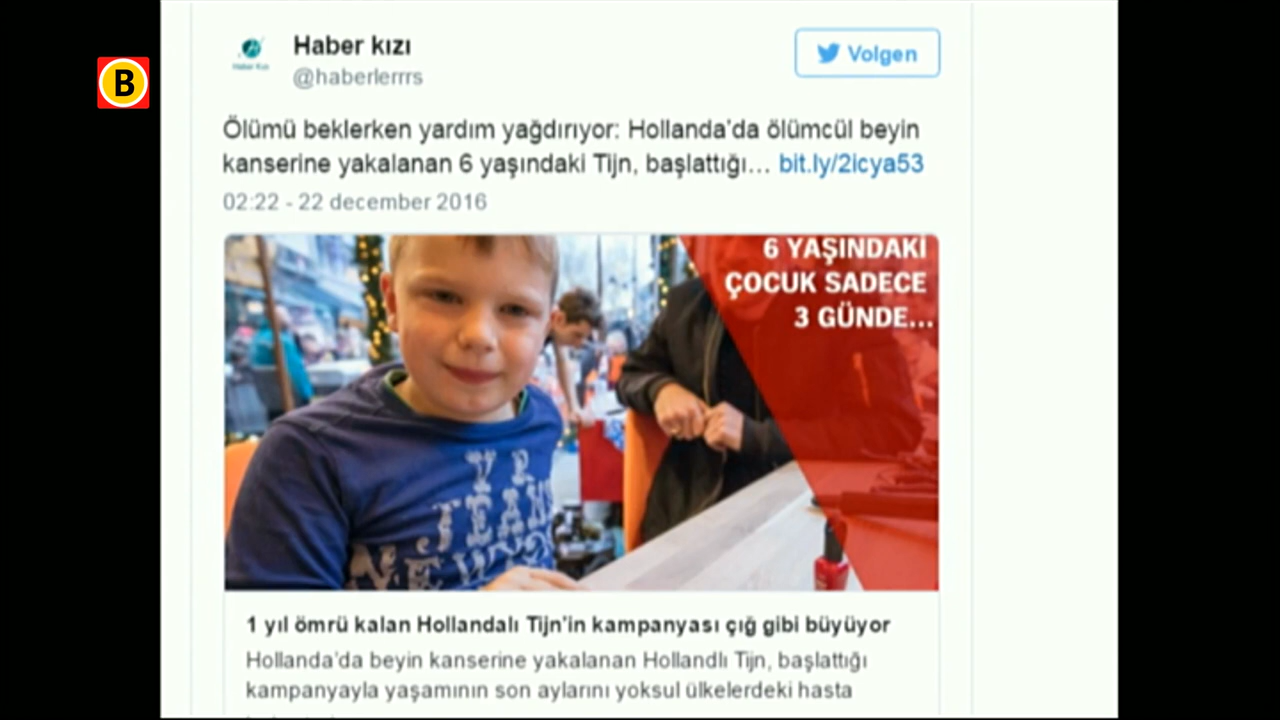 B
Haber kızı
@haberlerrrs
Volgen
Ölümü beklerken yardım yağdırıyor: Hollanda'da ölümcül beyin
kanserine yakalanan 6 yaşındaki Tijn, başlattığı... bit.ly/2icya53
02:22 - 22 december 2016
6 YAŞINDAKİ
ÇOCUK SADECE
3 GÜNDE...
JEANS
1 yıl ömrü kalan Hollandalı Tijn'in kampanyası çığ gibi büyüyor
Hollanda'da beyin kanserine yakalanan Hollandlı Tijn, başlattığı
kampanyayla yaşamının son aylarını yoksul ülkelerdeki hasta